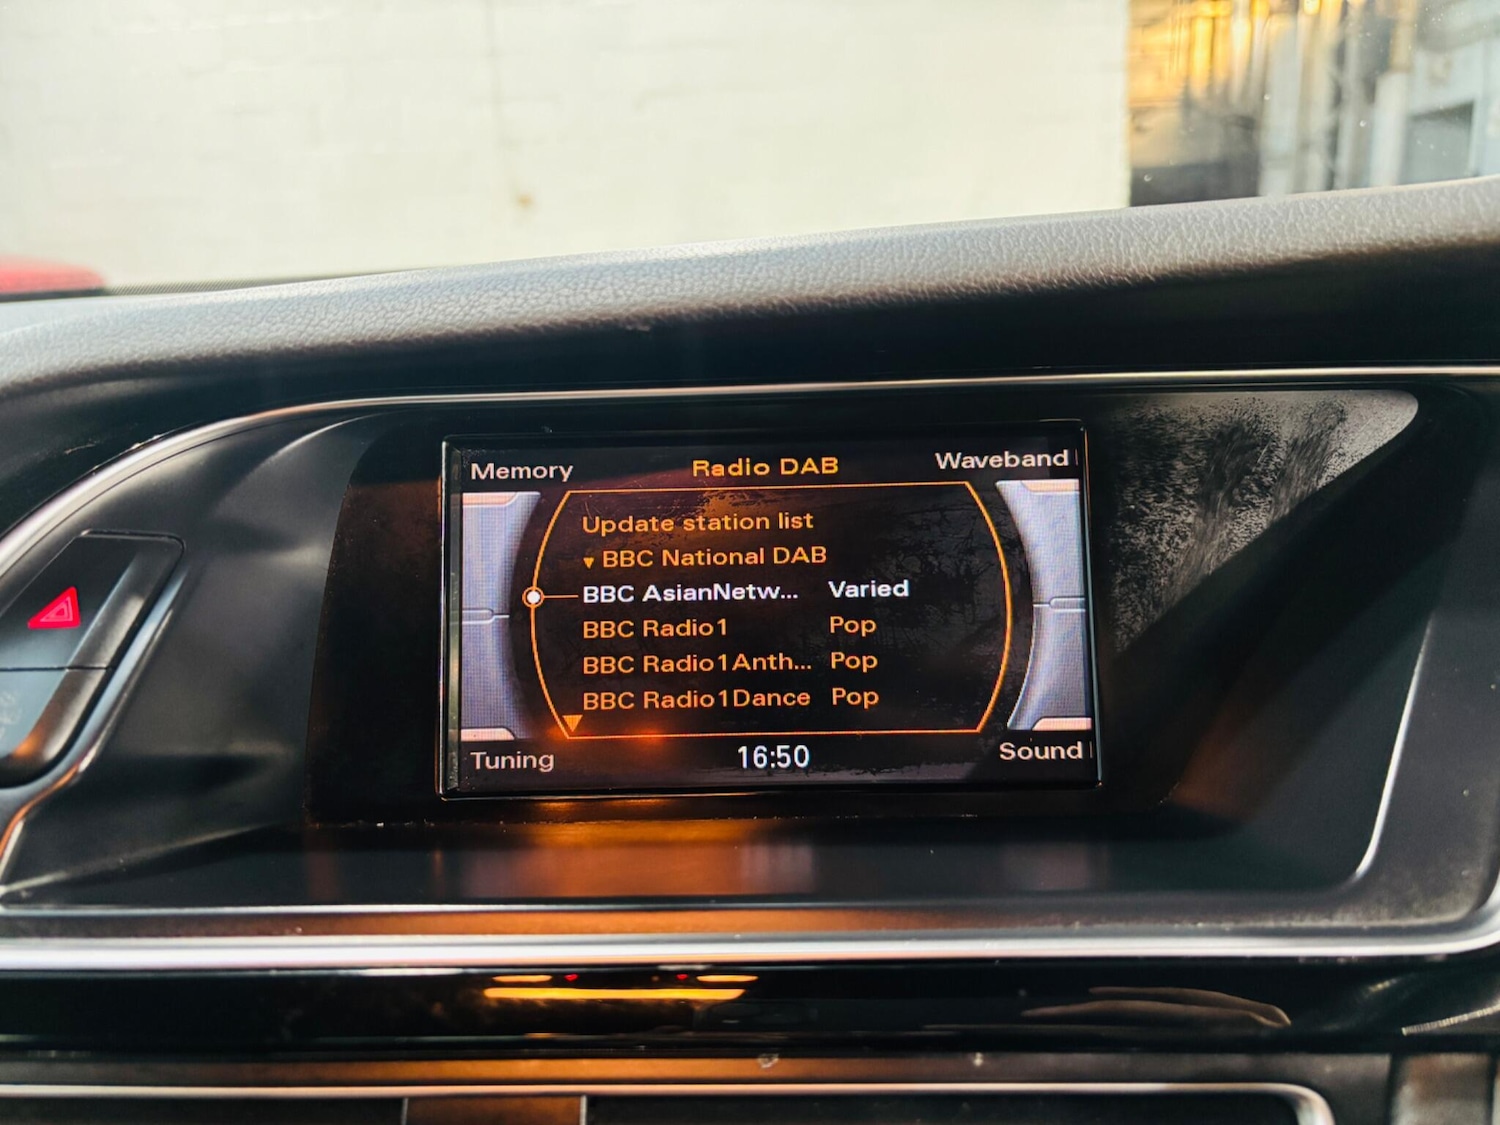 Memory Radio DAB Waveband
Update station list
▼ BBC National DAB
BBC AsianNetw... Varied
BBC Radio1 Pop
BBC Radio1Anth... Pop
BBC Radio1Dance Pop
Tuning 16:50 Sound